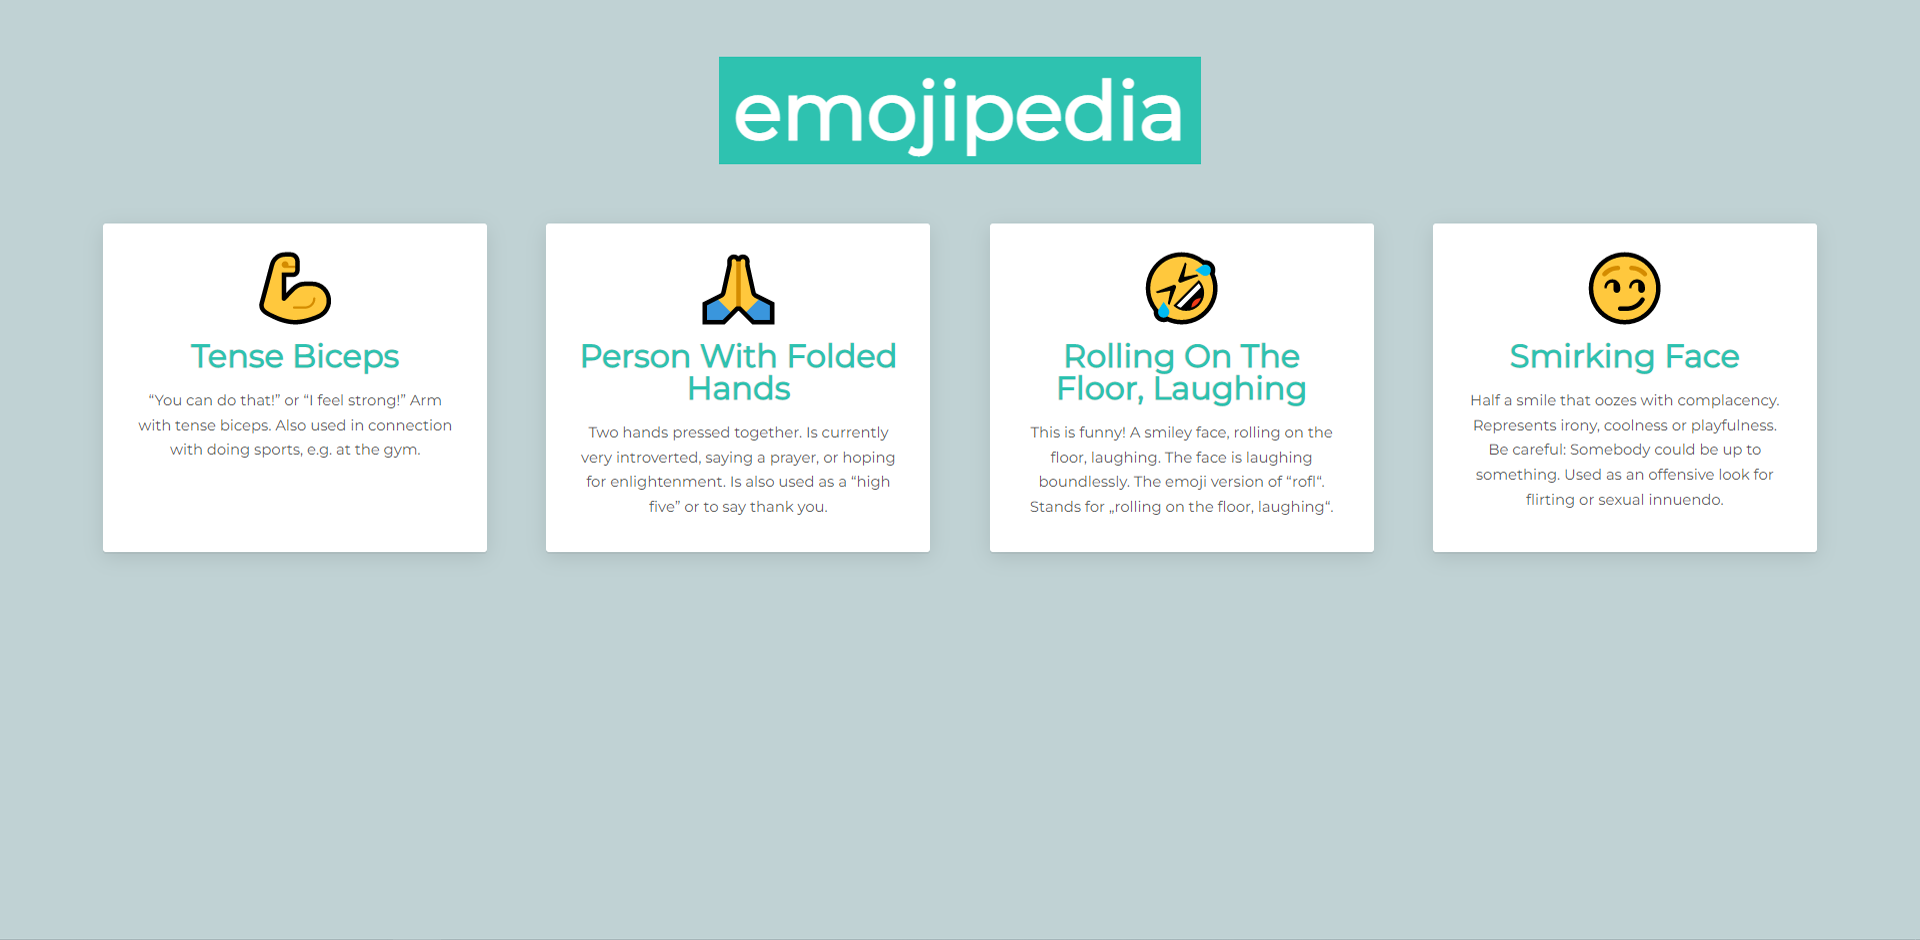 emojipedia
Tense Biceps
“You can do that!” or “I feel strong!” Arm
with tense biceps. Also used in connection
with doing sports, e.g. at the gym.
Person With Folded
Hands
Two hands pressed together. Is currently
very introverted, saying a prayer, or hoping
for enlightenment. Is also used as a “high
five” or to say thank you.
Rolling On The
Floor, Laughing
This is funny! A smiley face, rolling on the
floor, laughing. The face is laughing
boundlessly. The emoji version of “rofl“.
Stands for „rolling on the floor, laughing“.
Smirking Face
Half a smile that oozes with complacency.
Represents irony, coolness or playfulness.
Be careful: Somebody could be up to
something. Used as an offensive look for
flirting or sexual innuendo.